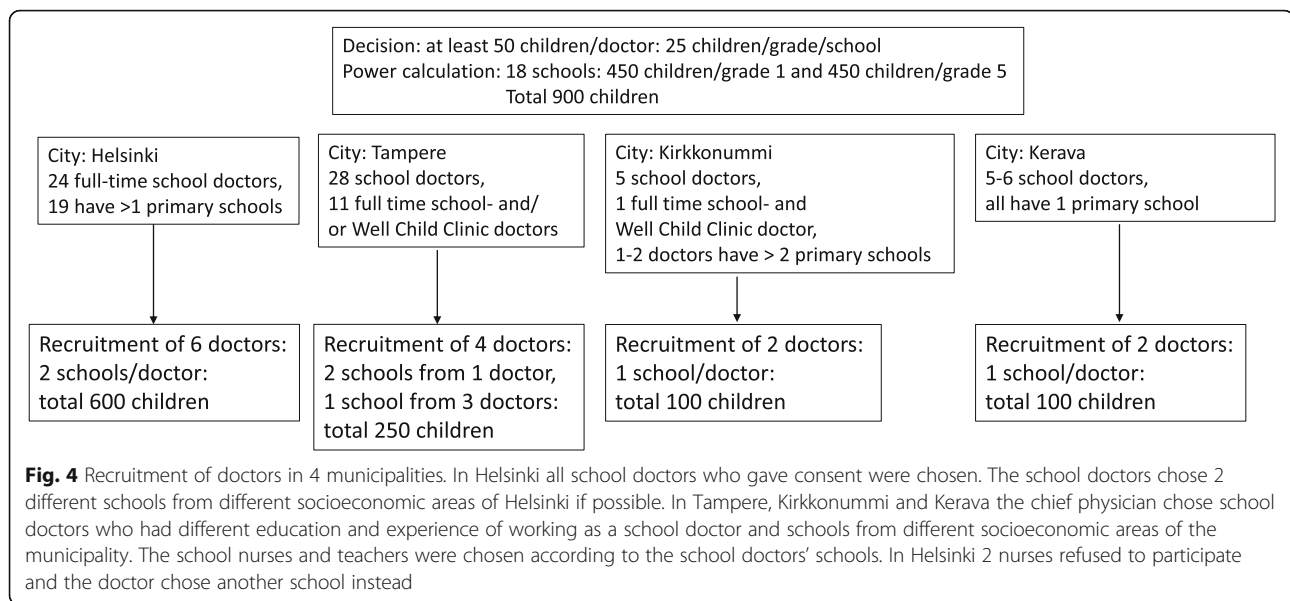 Decision: at least 50 children/doctor: 25 children/grade/school
Power calculation: 18 schools: 450 children/grade 1 and 450 children/grade 5
Total 900 children
City: Helsinki
24 full-time school doctors,
19 have >1 primary schools
City: Tampere
28 school doctors,
11 full time school- and/
or Well Child Clinic doctors
City: Kirkkonummi
5 school doctors,
1 full time school- and
Well Child Clinic doctor,
1-2 doctors have > 2 primary schools
City: Kerava
5-6 school doctors,
all have 1 primary school
Recruitment of 6 doctors:
2 schools/doctor:
total 600 children
Recruitment of 4 doctors:
2 schools from 1 doctor,
1 school from 3 doctors:
total 250 children
Recruitment of 2 doctors:
1 school/doctor:
total 100 children
Recruitment of 2 doctors:
1 school/doctor:
total 100 children
Fig. 4 Recruitment of doctors in 4 municipalities. In Helsinki all school doctors who gave consent were chosen. The school doctors chose 2
different schools from different socioeconomic areas of Helsinki if possible. In Tampere, Kirkkonummi and Kerava the chief physician chose school
doctors who had different education and experience of working as a school doctor and schools from different socioeconomic areas of the
municipality. The school nurses and teachers were chosen according to the school doctors' schools. In Helsinki 2 nurses refused to participate
and the doctor chose another school instead